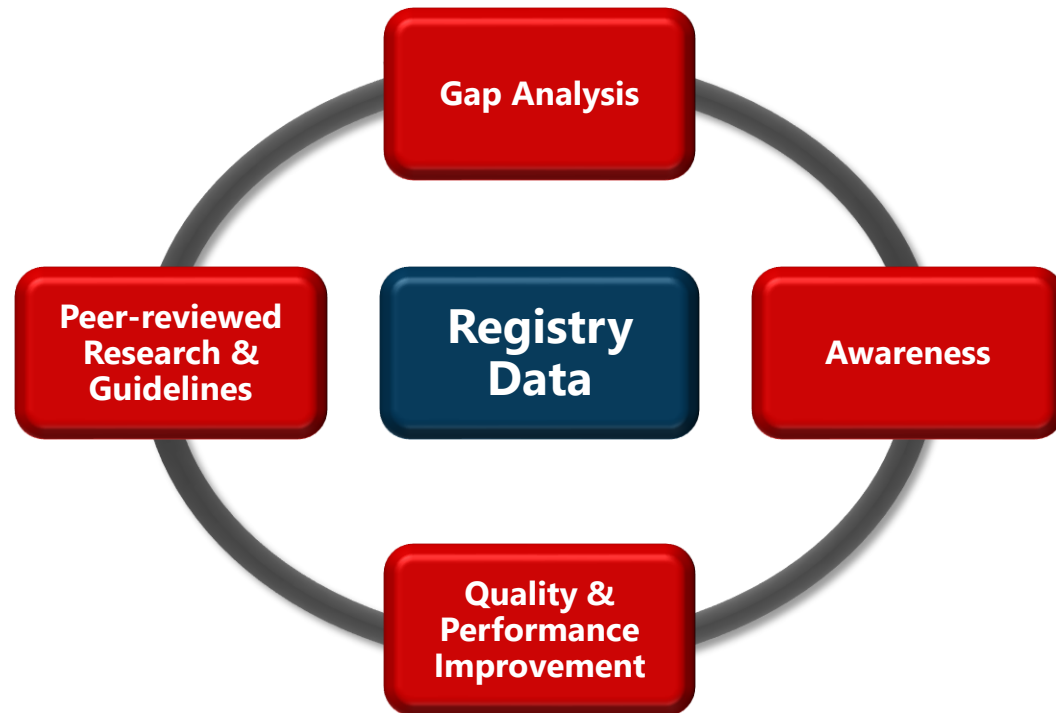 Gap Analysis
Peer-reviewed
Research &
Guidelines
Registry
Data
Awareness
Quality &
Performance
Improvement